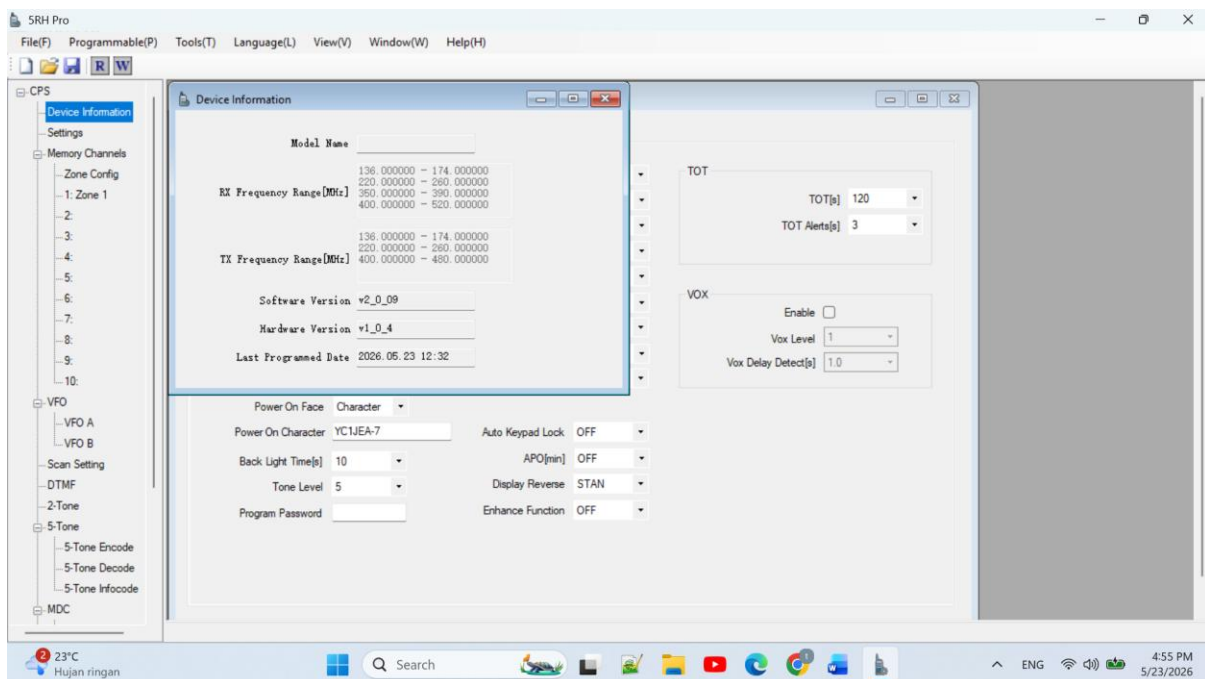 5RH Pro
File(F) Programmable(P) Tools(T) Language(L) View(V) Window(W) Help(H)
R W
CPS
Device Information
Settings
Memory Channels
Zone Config
1: Zone 1
2:
3:
4:
5:
6:
7:
8:
9:
10:
VFO
VFO A
VFO B
Scan Setting
DTMF
2-Tone
5-Tone
5-Tone Encode
5-Tone Decode
5-Tone Infocode
MDC
Device Information
Model Name
RX Frequency Range[MHz]
136.000000 - 174.000000
220.000000 - 260.000000
350.000000 - 390.000000
400.000000 - 520.000000
TX Frequency Range[MHz]
136.000000 - 174.000000
220.000000 - 260.000000
400.000000 - 480.000000
Software Version v2_0_09
Hardware Version v1_0_4
Last Programmed Date 2026.05.23 12:32
Power On Face Character
Power On Character YC1JEA-7
Back Light Time[s] 10
Tone Level 5
Program Password
Auto Keypad Lock OFF
APO[min] OFF
Display Reverse STAN
Enhance Function OFF
TOT
TOT[s] 120
TOT Alerts[s] 3
VOX
Enable
Vox Level 1
Vox Delay Detect[s] 1.0
2
23°C
Hujan ringan
Search
ENG
4:55 PM
5/23/2026